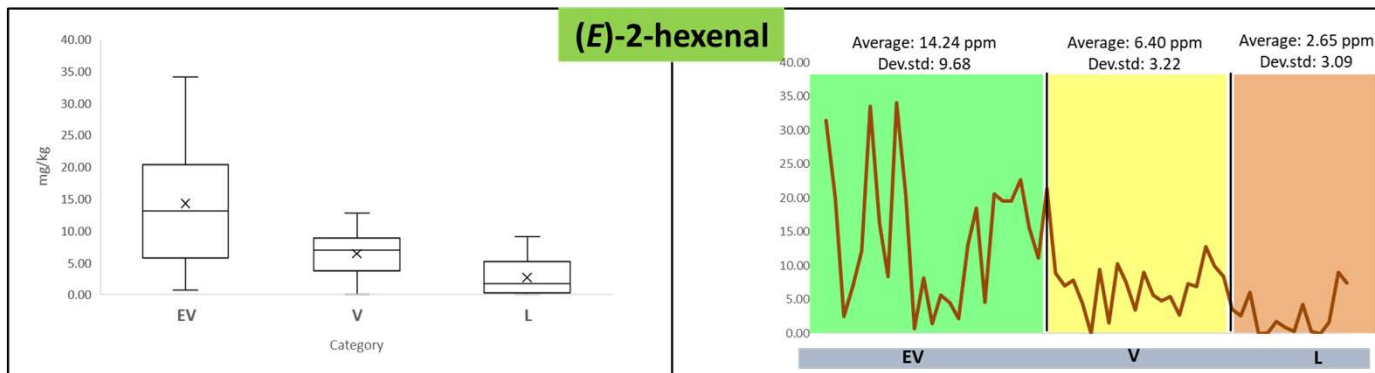 (E)-2-hexenal
40.00
35.00
30.00
25.00
20.00
15.00
10.00
5.00
0.00
mg/kg
EV V L
Category
Average: 14.24 ppm
Dev.std: 9.68
Average: 6.40 ppm
Dev.std: 3.22
Average: 2.65 ppm
Dev.std: 3.09
40.00
35.00
30.00
25.00
20.00
15.00
10.00
5.00
0.00
EV V L